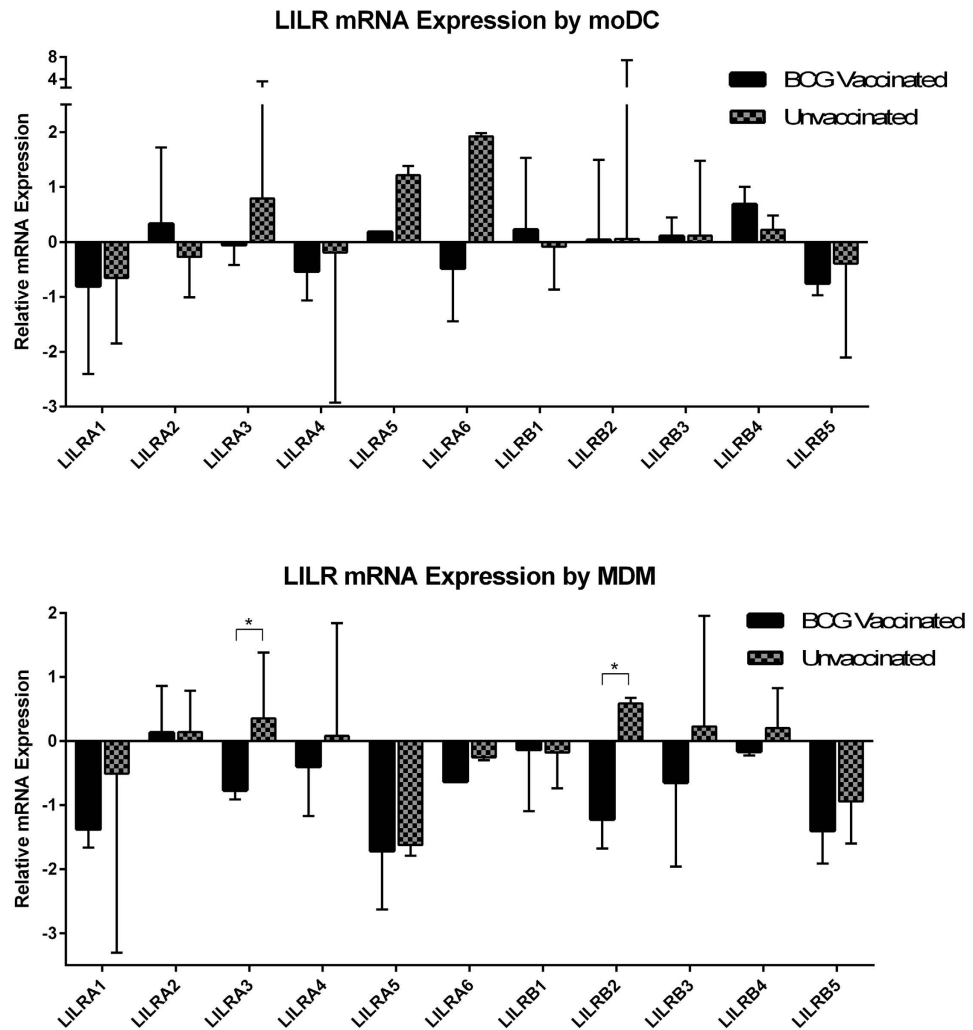 LILR mRNA Expression by moDC
8
4
2
1
0
-1
-2
-3
Relative mRNA Expression
BCG Vaccinated
Unvaccinated
LILRA1
LILRA2
LILRA3
LILRA4
LILRA5
LILRA6
LILRB1
LILRB2
LILRB3
LILRB4
LILRB5
LILR mRNA Expression by MDM
2
1
0
-1
-2
-3
Relative mRNA Expression
*
*
BCG Vaccinated
Unvaccinated
LILRA1
LILRA2
LILRA3
LILRA4
LILRA5
LILRA6
LILRB1
LILRB2
LILRB3
LILRB4
LILRB5